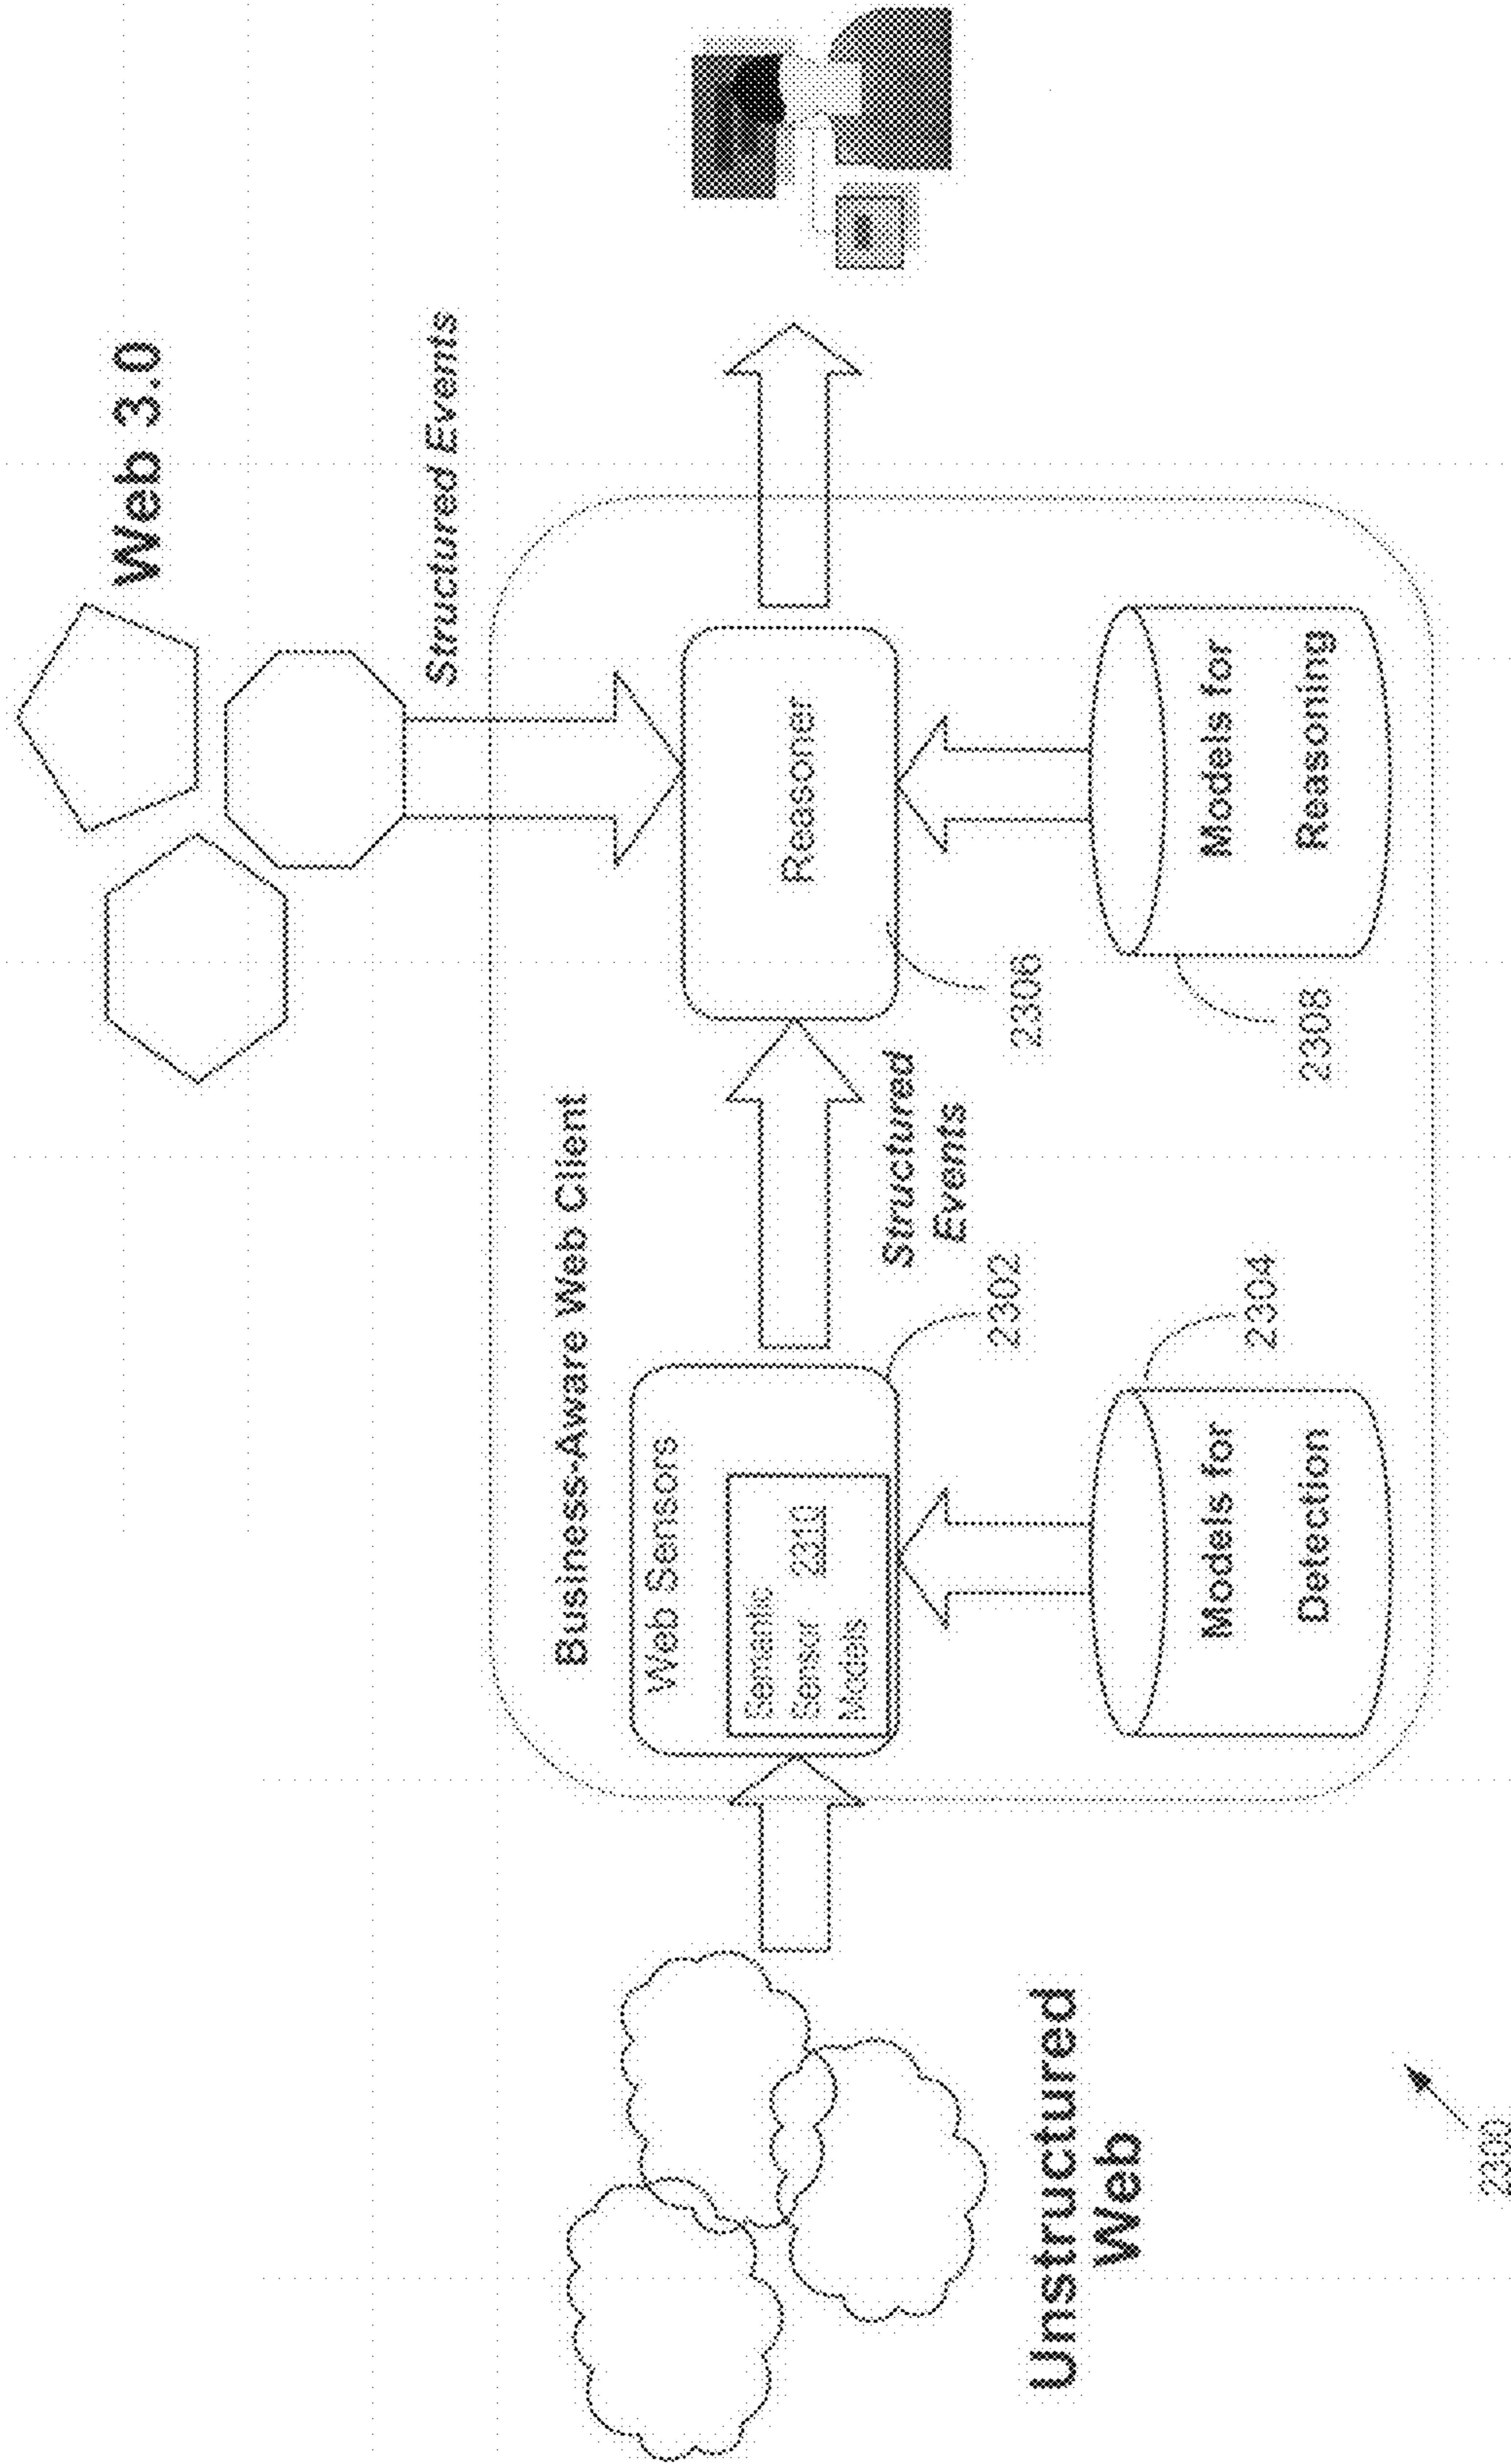 Web 3.0
Structured Events
Business-Aware Web Client
Web Sensors
Semantic
Sensor 2310
Models
Reasoner
Structured
Events
2302
2306
Models for
Detection
2304
Models for
Reasoning
2308
Unstructured
Web
2300